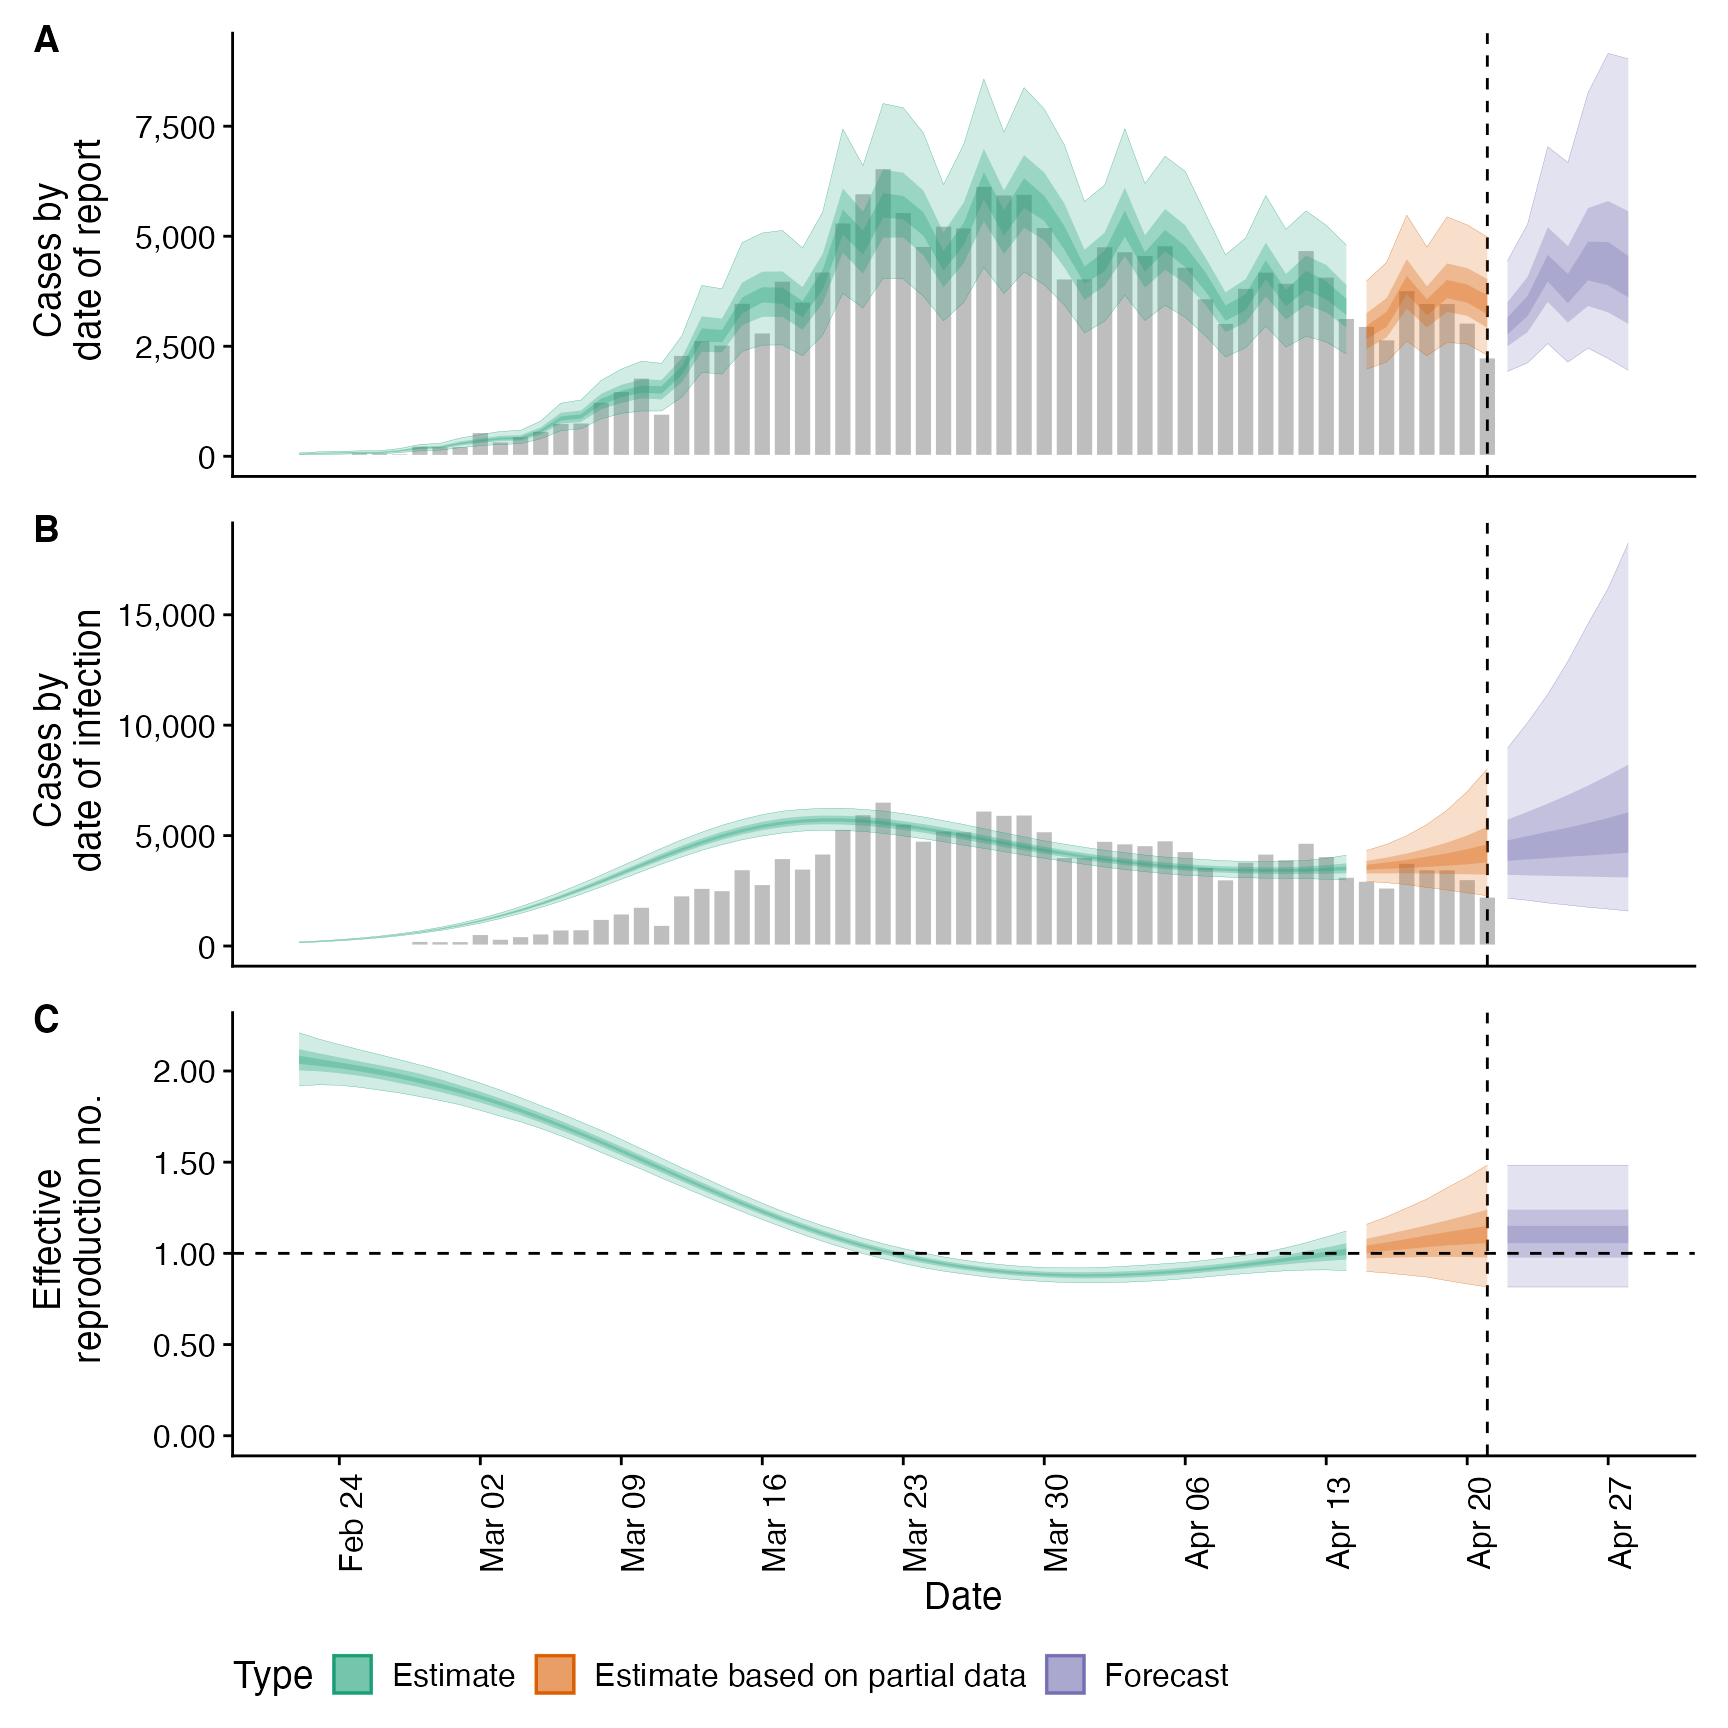 A
Cases by
date of report
7,500
5,000
2,500
0
B
Cases by
date of infection
15,000
10,000
5,000
0
C
Effective
reproduction no.
2.00
1.50
1.00
0.50
0.00
Feb 24
Mar 02
Mar 09
Mar 16
Mar 23
Mar 30
Apr 06
Apr 13
Apr 20
Apr 27
Date
Type
Estimate
Estimate based on partial data
Forecast